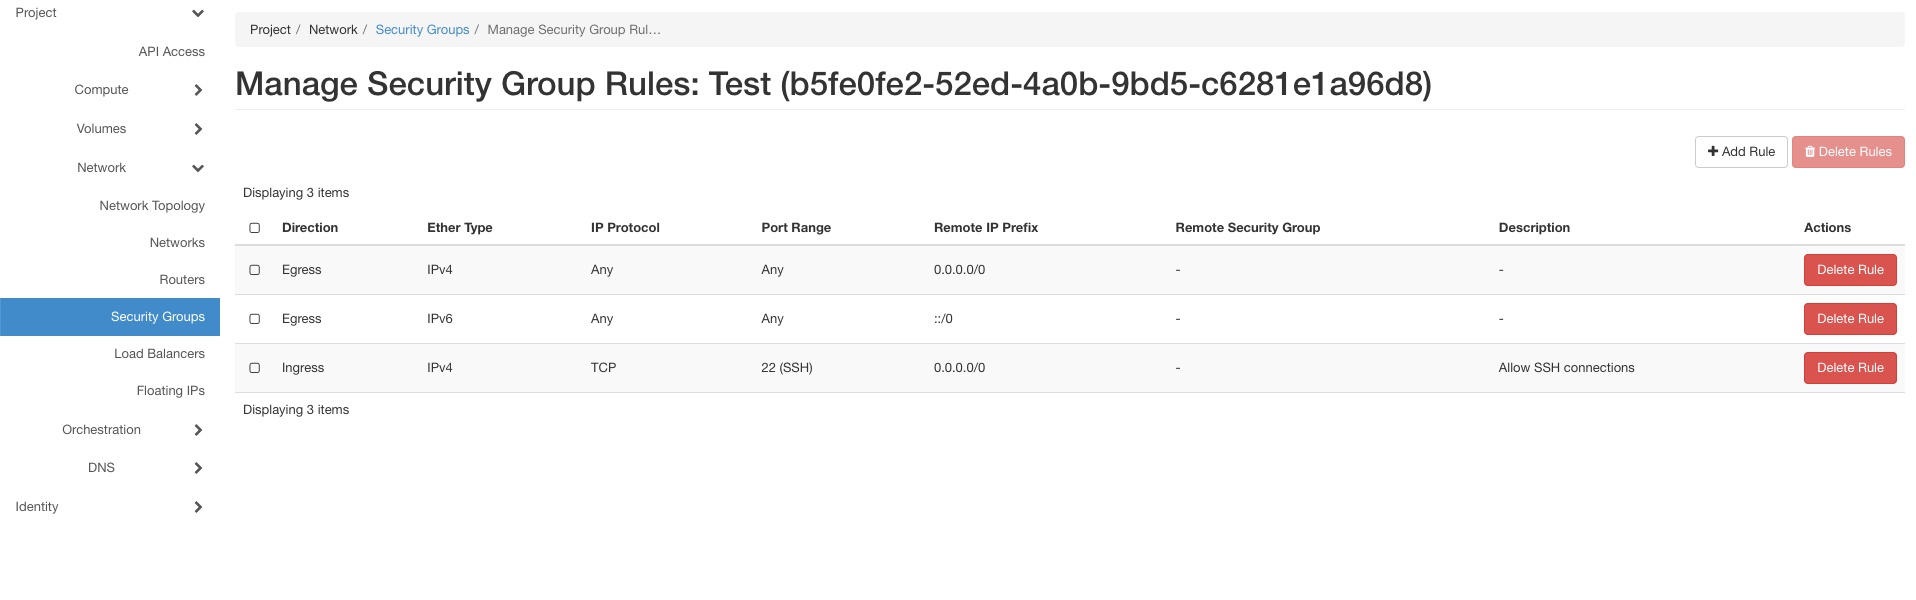 Project
API Access
Compute
Volumes
Network
Network Topology
Networks
Routers
Security Groups
Load Balancers
Floating IPs
Orchestration
DNS
Identity
Project / Network / Security Groups / Manage Security Group Rul…
Manage Security Group Rules: Test (b5fe0fe2-52ed-4a0b-9bd5-c6281e1a96d8)
Add Rule Delete Rules
Displaying 3 items
Direction Ether Type IP Protocol Port Range Remote IP Prefix Remote Security Group Description Actions
Egress IPv4 Any Any 0.0.0.0/0 - - Delete Rule
Egress IPv6 Any Any ::/0 - - Delete Rule
Ingress IPv4 TCP 22 (SSH) 0.0.0.0/0 - Allow SSH connections Delete Rule
Displaying 3 items